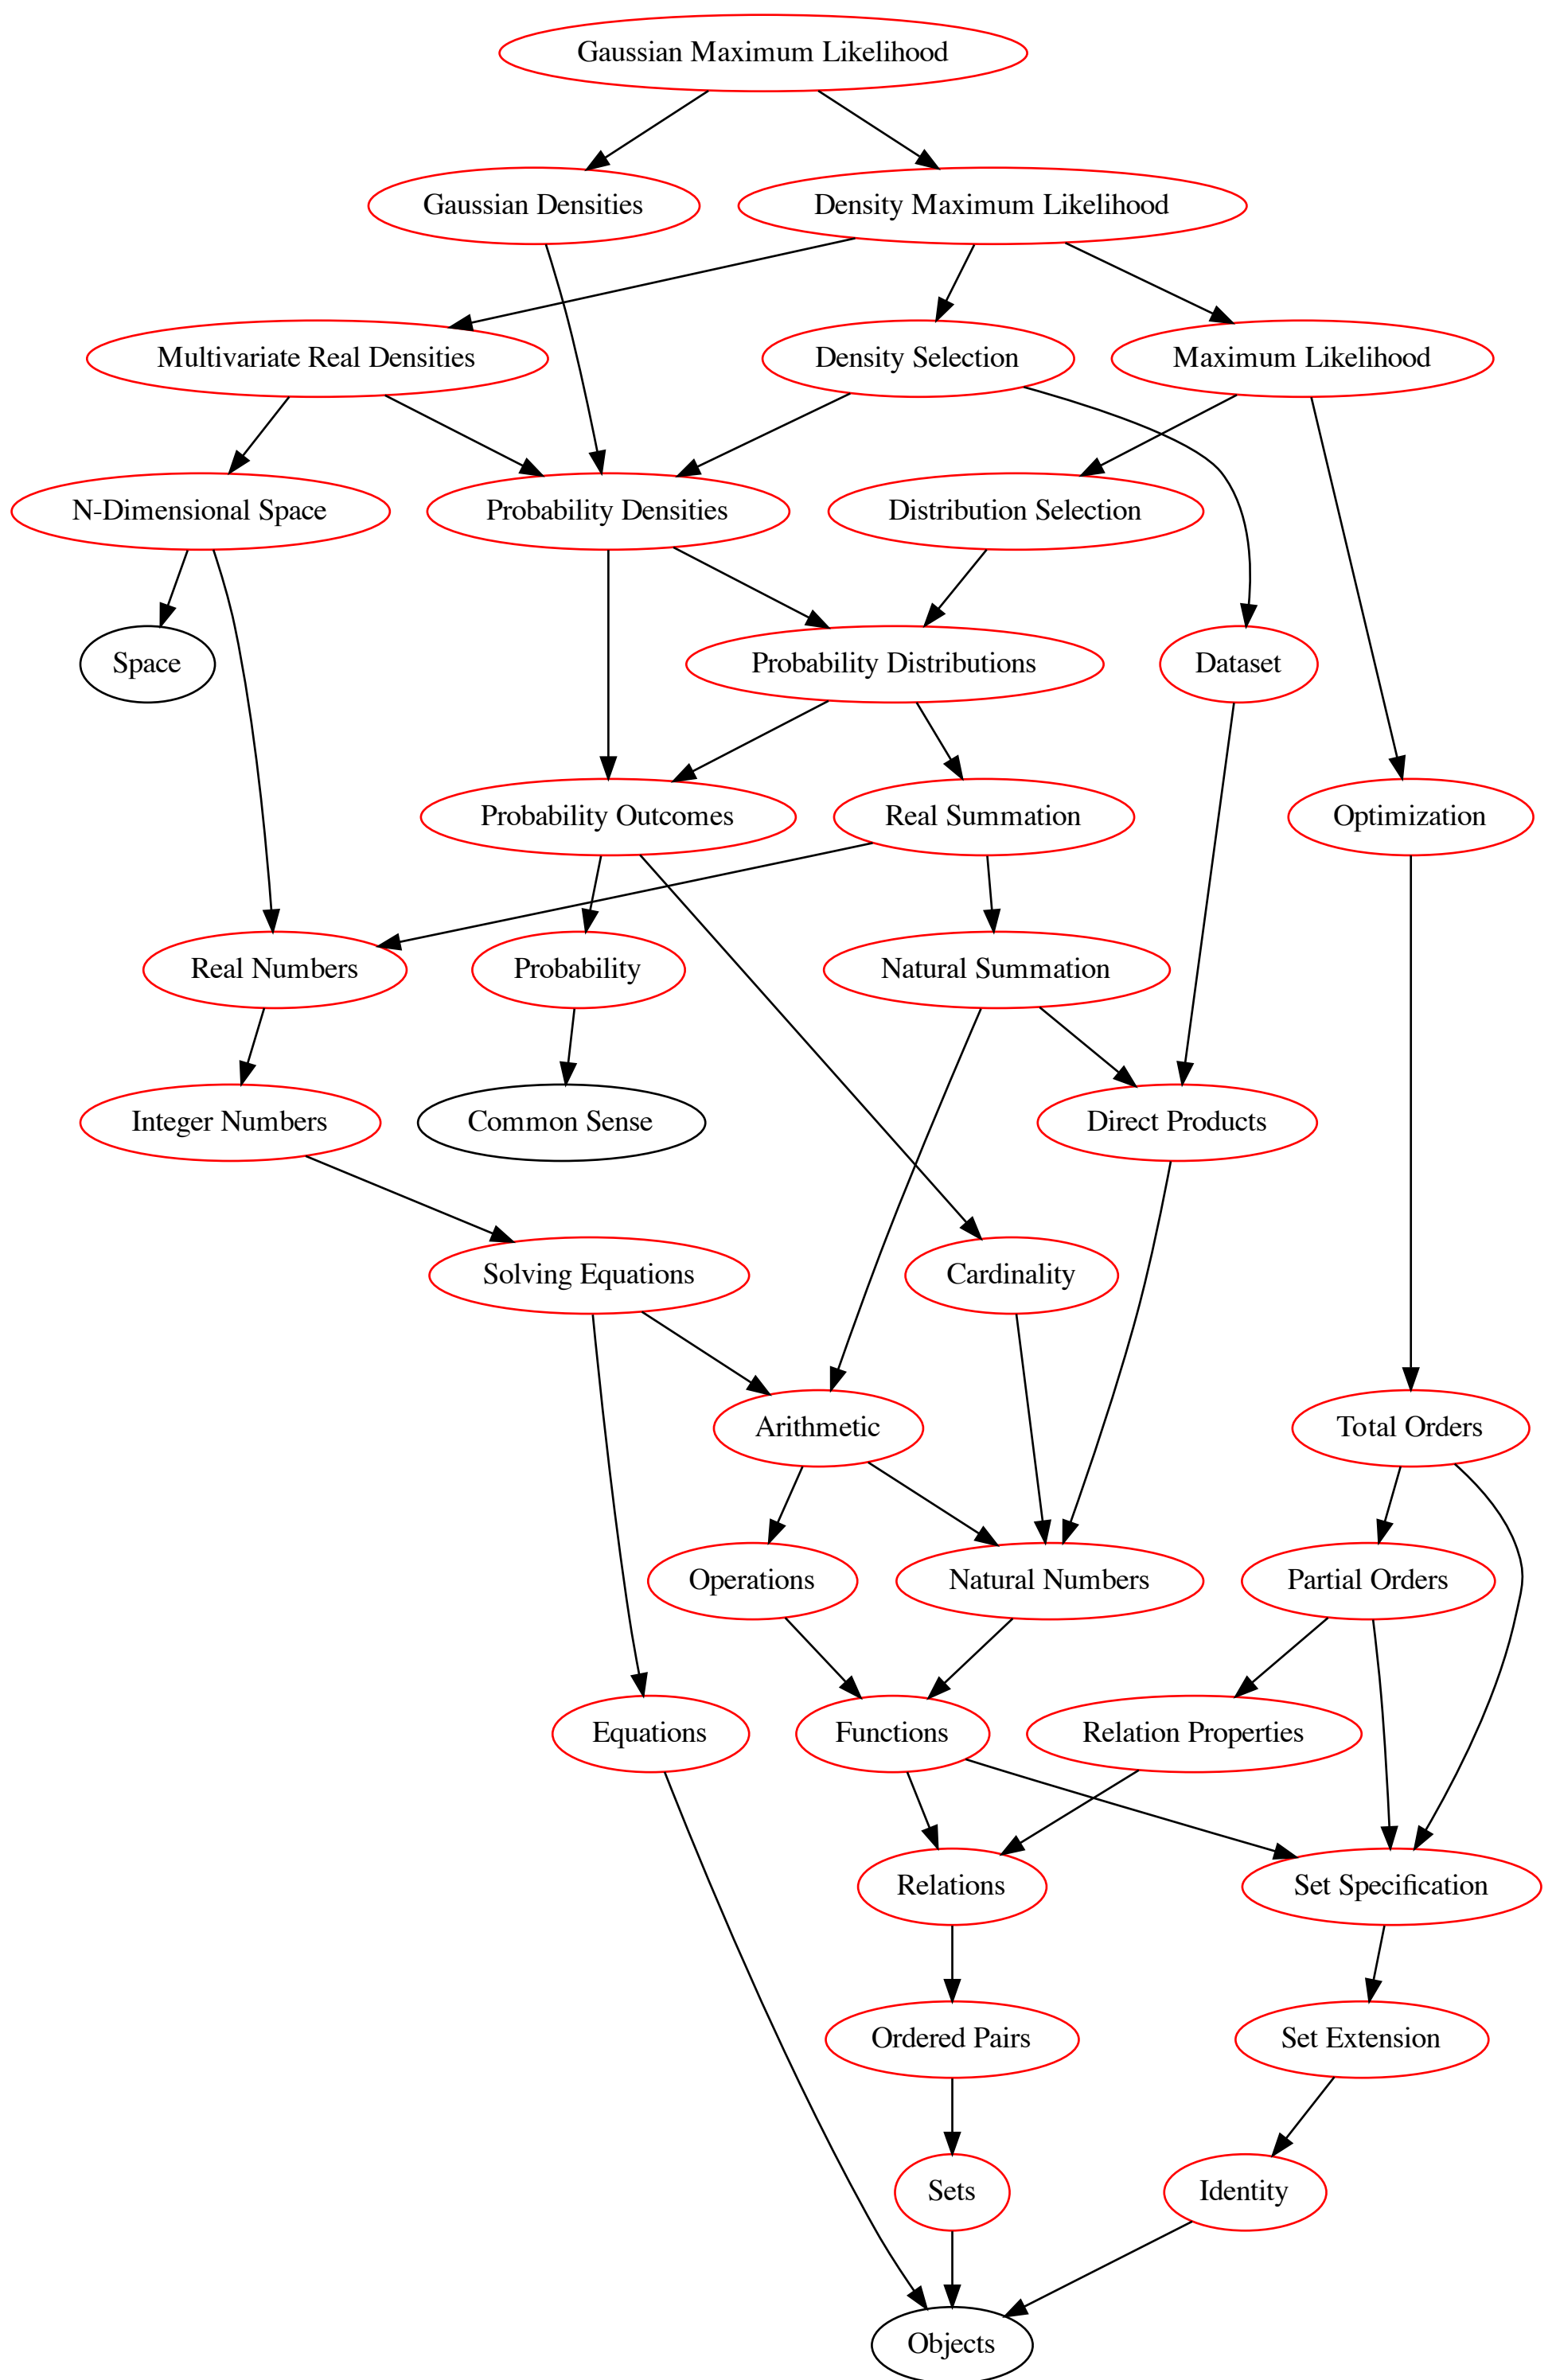 Gaussian Maximum Likelihood
Gaussian Densities
Density Maximum Likelihood
Multivariate Real Densities
Density Selection
Maximum Likelihood
N-Dimensional Space
Probability Densities
Distribution Selection
Space
Probability Distributions
Dataset
Probability Outcomes
Real Summation
Optimization
Real Numbers
Probability
Natural Summation
Integer Numbers
Common Sense
Direct Products
Solving Equations
Cardinality
Arithmetic
Total Orders
Operations
Natural Numbers
Partial Orders
Equations
Functions
Relation Properties
Relations
Set Specification
Ordered Pairs
Set Extension
Sets
Identity
Objects